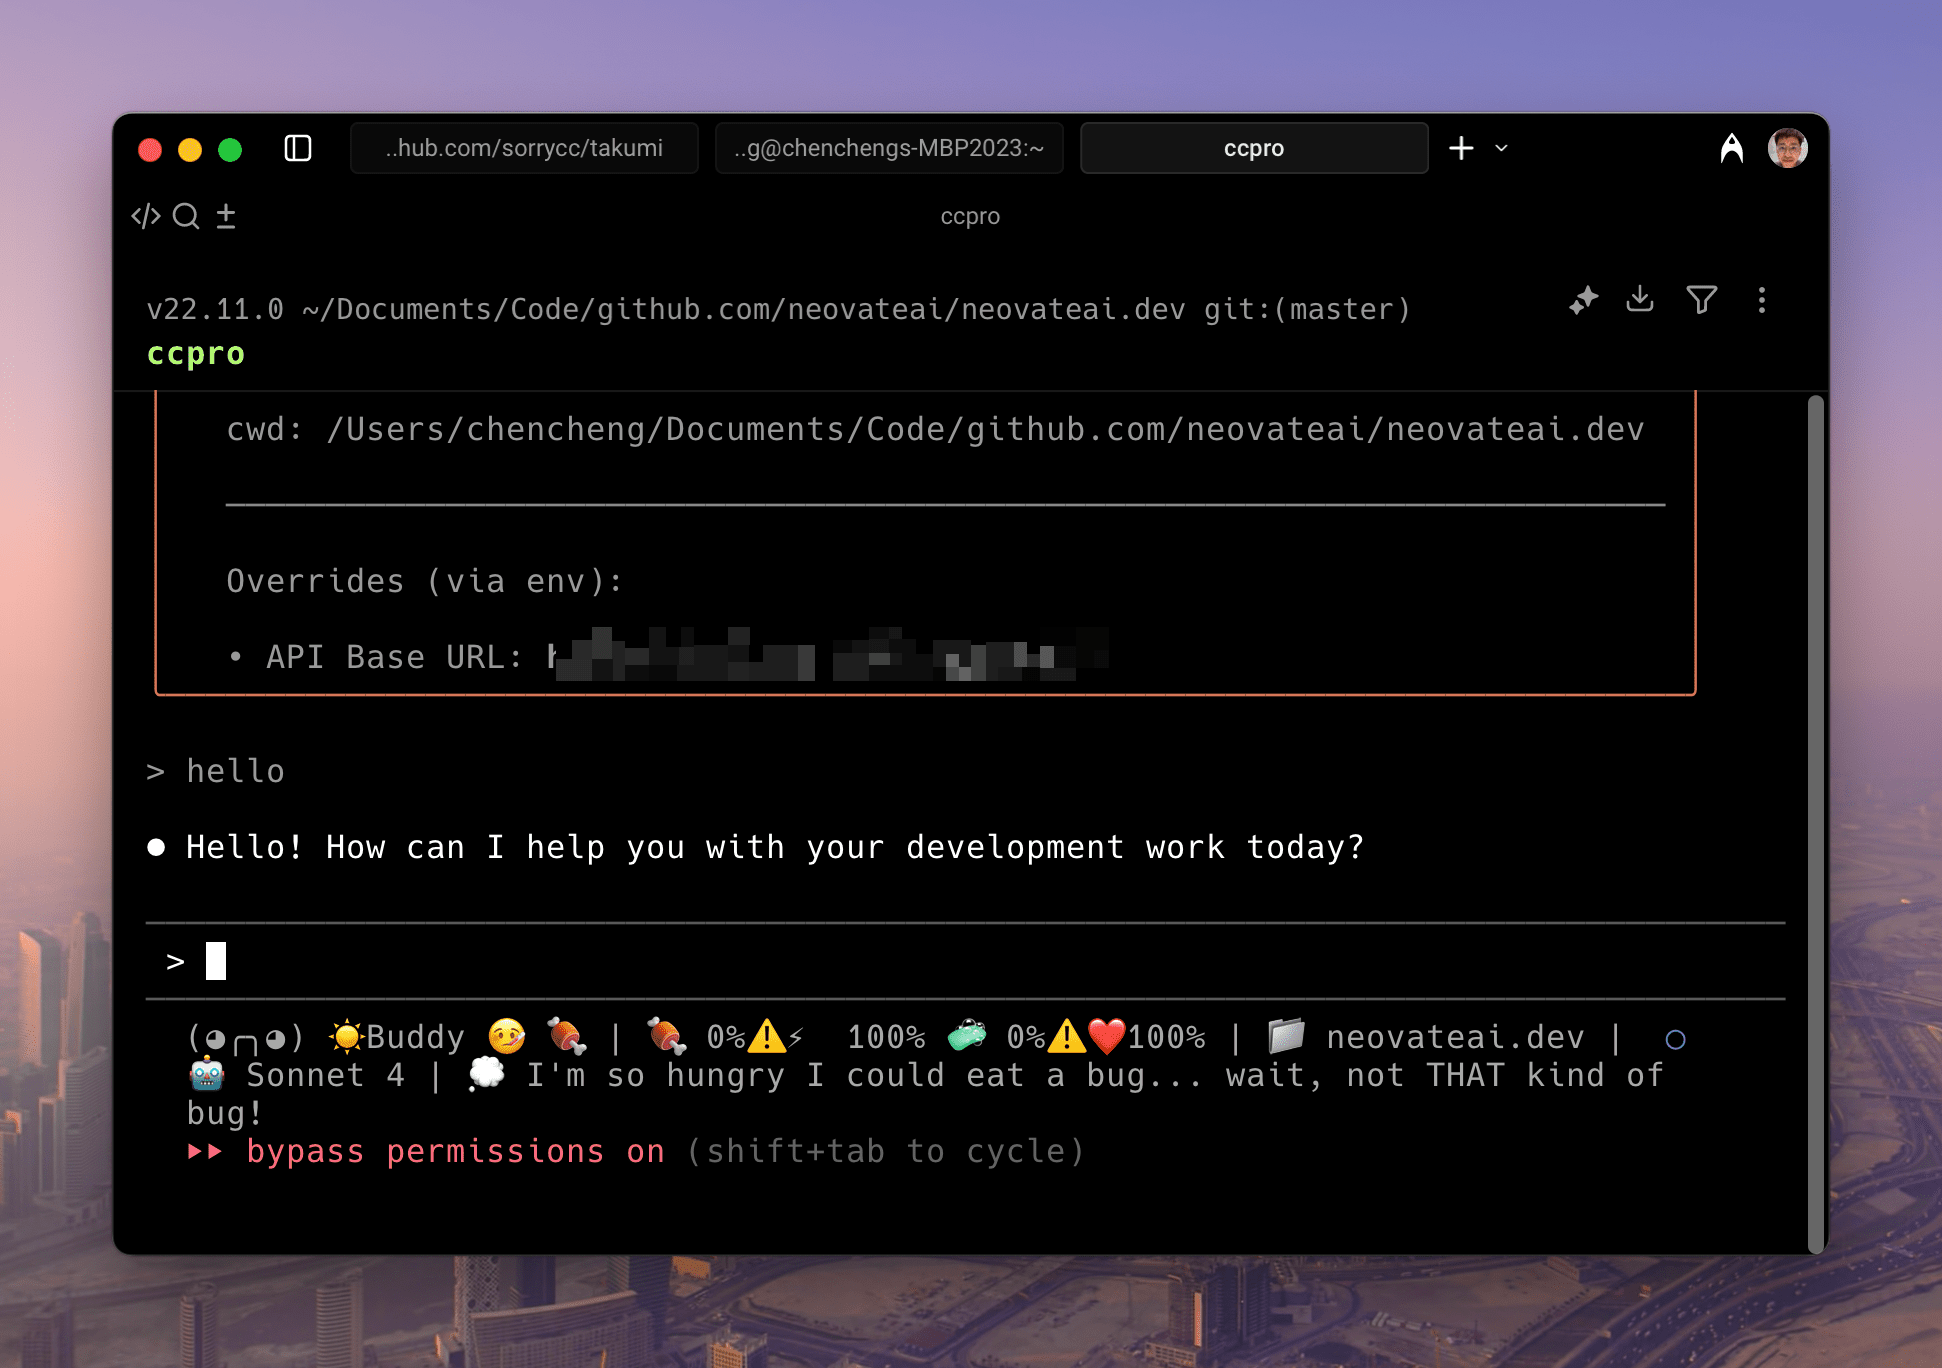 ..hub.com/sorrycc/takumi
..g@chenchengs-MBP2023:~
ccpro
ccpro
v22.11.0 ~/Documents/Code/github.com/neovateai/neovateai.dev git:(master)
ccpro
cwd: /Users/chencheng/Documents/Code/github.com/neovateai/neovateai.dev
Overrides (via env):
• API Base URL:
> hello
● Hello! How can I help you with your development work today?
>
(◕╭╮◕) ☀️Buddy 🤒 🍖 | 🍖 0%⚠️⚡ 100% 🧼 0%⚠️❤️100% | 📁 neovateai.dev | ○
🤖 Sonnet 4 | 💭 I'm so hungry I could eat a bug... wait, not THAT kind of
bug!
⏵⏵ bypass permissions on (shift+tab to cycle)